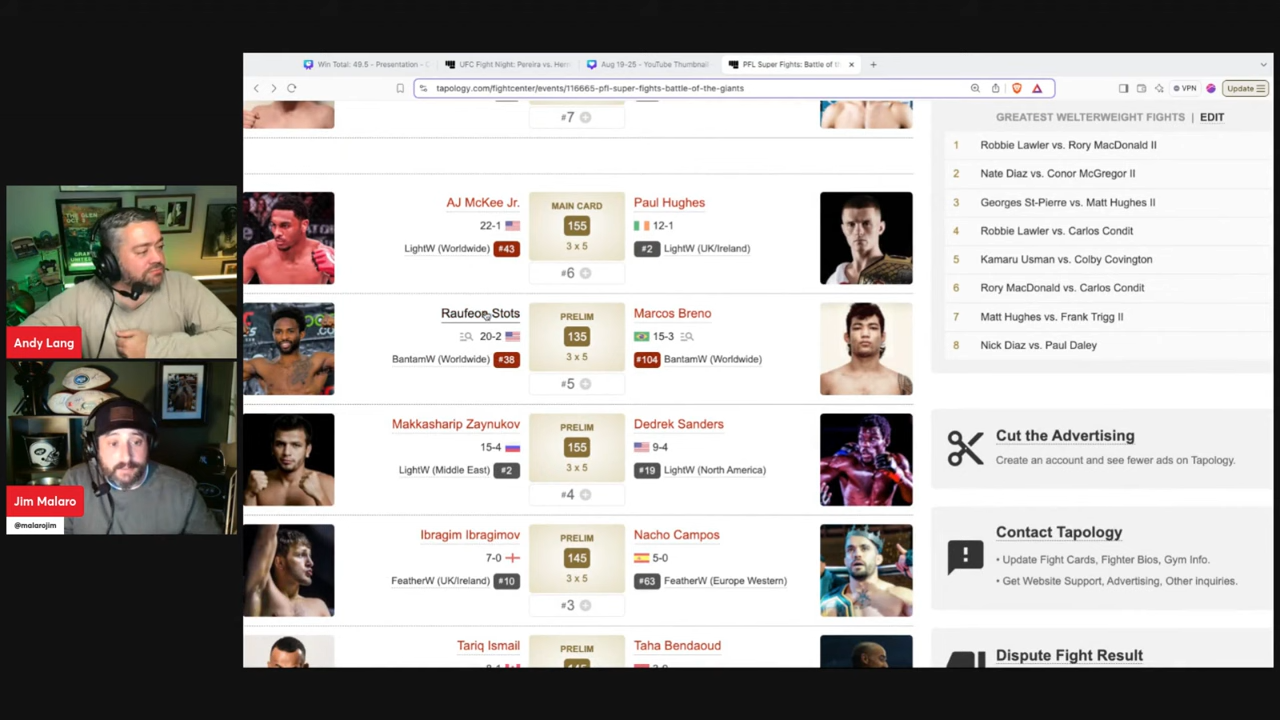 Win Total: 49.5 - Presentation - C
UFC Fight Night: Pereira vs. Herm
Aug 19-25 - YouTube Thumbnail
PFL Super Fights: Battle of th
tapology.com/fightcenter/events/116665-pfl-super-fights-battle-of-the-giants
VPN
Update
#7
GREATEST WELTERWEIGHT FIGHTS | EDIT
1 Robbie Lawler vs. Rory MacDonald II
2 Nate Diaz vs. Conor McGregor II
3 Georges St-Pierre vs. Matt Hughes II
4 Robbie Lawler vs. Carlos Condit
5 Kamaru Usman vs. Colby Covington
6 Rory MacDonald vs. Carlos Condit
7 Matt Hughes vs. Frank Trigg II
8 Nick Diaz vs. Paul Daley
AJ McKee Jr. MAIN CARD Paul Hughes
22-1 155 12-1
LightW (Worldwide) #43 3 x 5 #2 LightW (UK/Ireland)
#6
Raufeon Stots PRELIM Marcos Breno
20-2 135 15-3
BantamW (Worldwide) #38 3 x 5 #104 BantamW (Worldwide)
#5
Makkasharip Zaynukov PRELIM Dedrek Sanders
15-4 155 9-4
LightW (Middle East) #2 3 x 5 #19 LightW (North America)
#4
Ibragim Ibragimov PRELIM Nacho Campos
7-0 145 5-0
FeatherW (UK/Ireland) #10 3 x 5 #63 FeatherW (Europe Western)
#3
Tariq Ismail PRELIM Taha Bendaoud
Cut the Advertising
Create an account and see fewer ads on Tapology.
Contact Tapology
• Update Fight Cards, Fighter Bios, Gym Info.
• Get Website Support, Advertising, Other inquiries.
Dispute Fight Result
Andy Lang
Jim Malaro
@malarojim